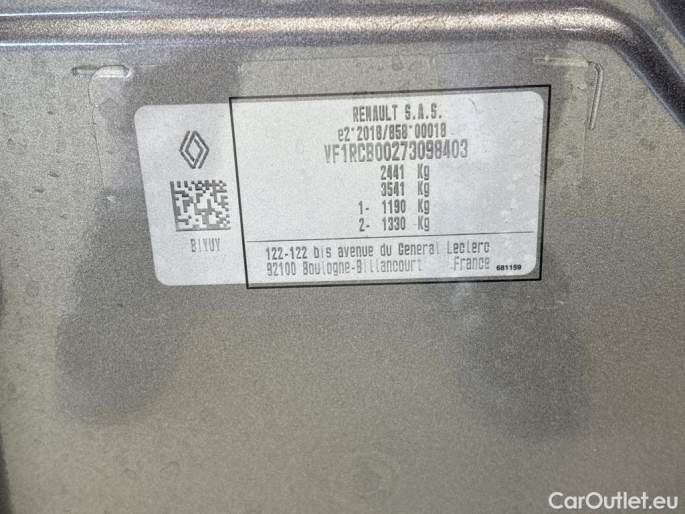 RENAULT S.A.S.
e2*2018/858*00018
VF1RCB00273098403
2441 Kg
3541 Kg
1- 1190 Kg
2- 1330 Kg
122-122 bis avenue du General Leclerc
92100 Boulogne-Billancourt France 681159
CarOutlet.eu